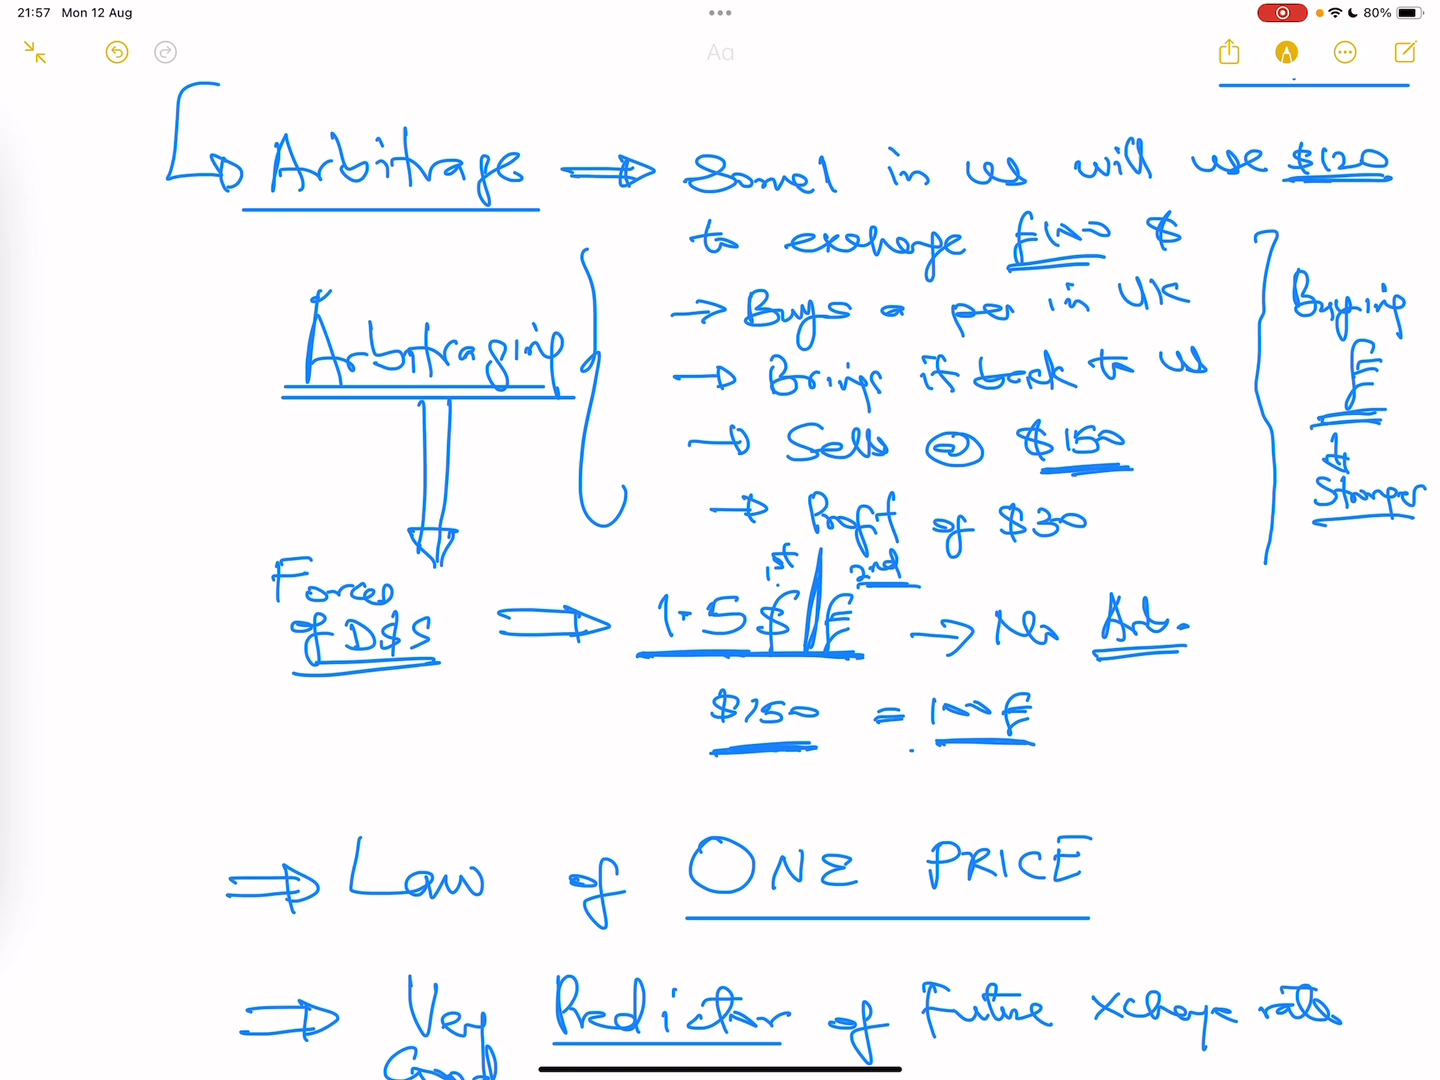 21:57 Mon 12 Aug
80%
Aa
Arbitrage ⇒ Some1 in US will use $120
to exchange £100 $
→ Buys a pen in UK
→ Brings it back to US
→ Sells @ $150
→ Profit of $30
Buying
£
↓
Stronger
Arbitraging
Forces
of D$S ⇒ 1.5 $/£ → No Arb.
1st 2nd
$150 = 100 £
⇒ Law of ONE PRICE
⇒ Very Predictor of Future xchange rates
Good